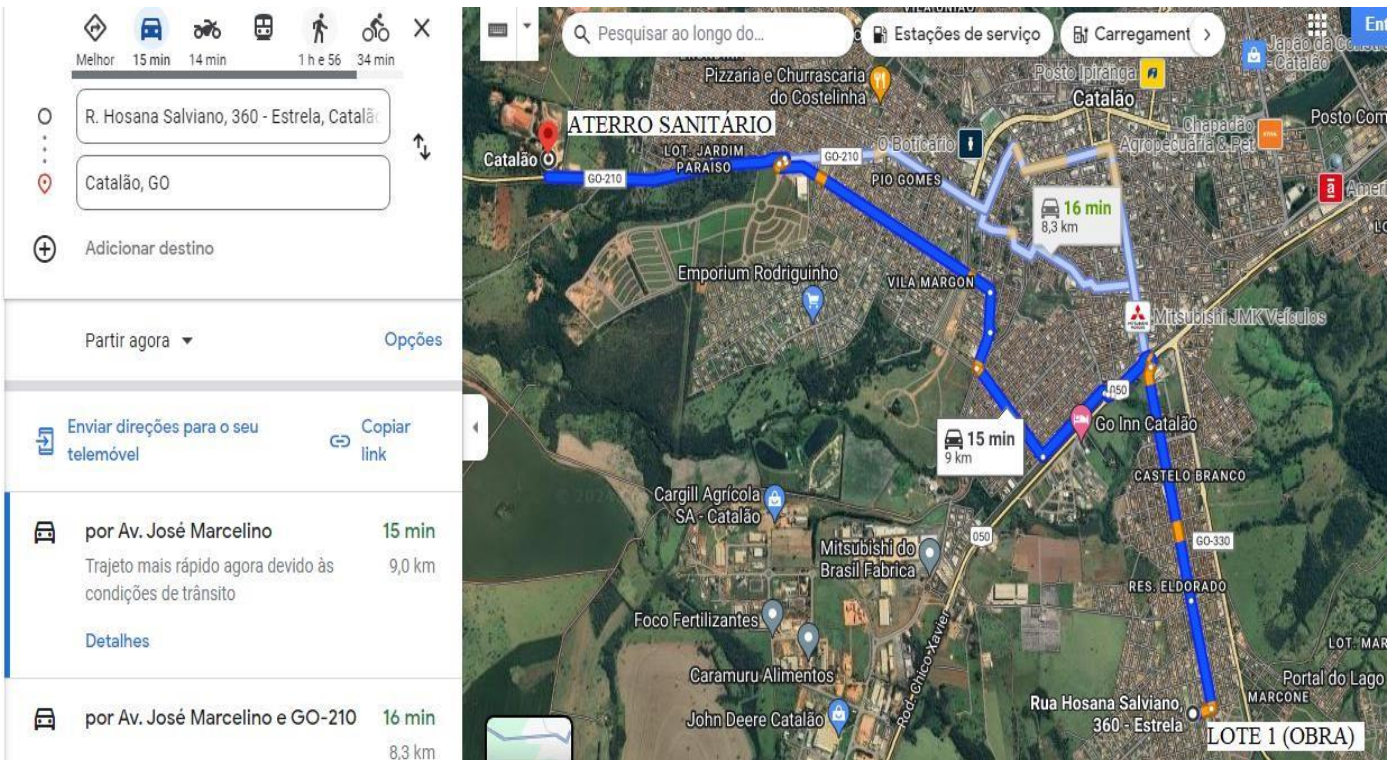 Melhor
15 min
14 min
1 h e 56
34 min
R. Hosana Salviano, 360 - Estrela, Catalão
Catalão, GO
Adicionar destino
Partir agora
Opções
Enviar direções para o seu
telemóvel
Copiar
link
por Av. José Marcelino
15 min
Trajeto mais rápido agora devido às
condições de trânsito
9,0 km
Detalhes
por Av. José Marcelino e GO-210
16 min
8,3 km
Pesquisar ao longo do...
Estações de serviço
Carregament
Ent
Pizzaria e Churrascaria
do Costelinha
Posto Ipiranga
Catalão
Japão da Const
Catalão
Posto Com
ATERRO SANITÁRIO
Catalão
LOT. JARDIM
PARAÍSO
GO-210
GO-210
O Boticário
PIO GOMES
Chapadão
Agropecuária & Pet
Ameri
16 min
8,3 km
Emporium Rodriguinho
VILA MARGON
Mitsubishi JMK Veículos
050
Go Inn Catalão
15 min
9 km
CASTELO BRANCO
Cargill Agrícola
SA - Catalão
050
GO-330
Mitsubishi do
Brasil Fabrica
RES. ELDORADO
Foco Fertilizantes
Rod. Chico Xavier
LOT. MAR
Caramuru Alimentos
Portal do Lago
MARCONE
John Deere Catalão
Rua Hosana Salviano,
360 - Estrela
LOTE 1 (OBRA)